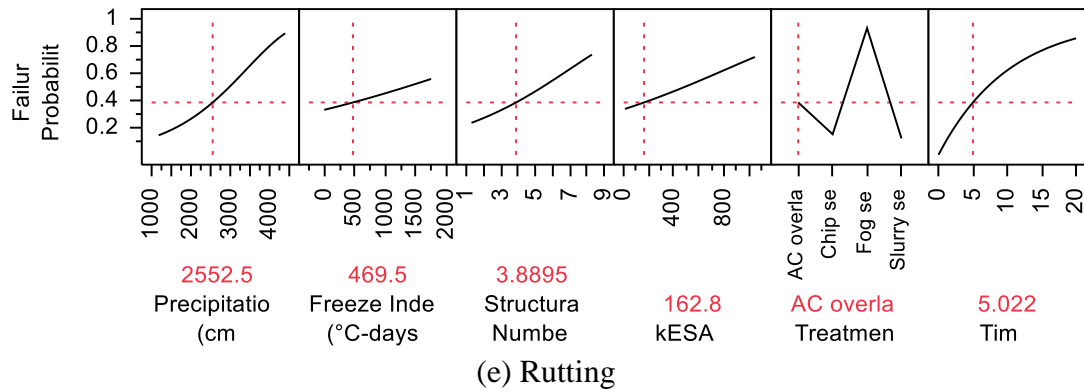 Failur
Probabilit
1
0.8
0.6
0.4
0.2
1000
2000
3000
4000
0
500
1000
1500
2000
1
3
5
7
9
0
400
800
AC overla
Chip se
Fog se
Slurry se
0
5
10
15
20
2552.5
Precipitatio
(cm
469.5
Freeze Inde
(°C-days
3.8895
Structura
Numbe
162.8
kESA
AC overla
Treatmen
5.022
Tim
(e) Rutting